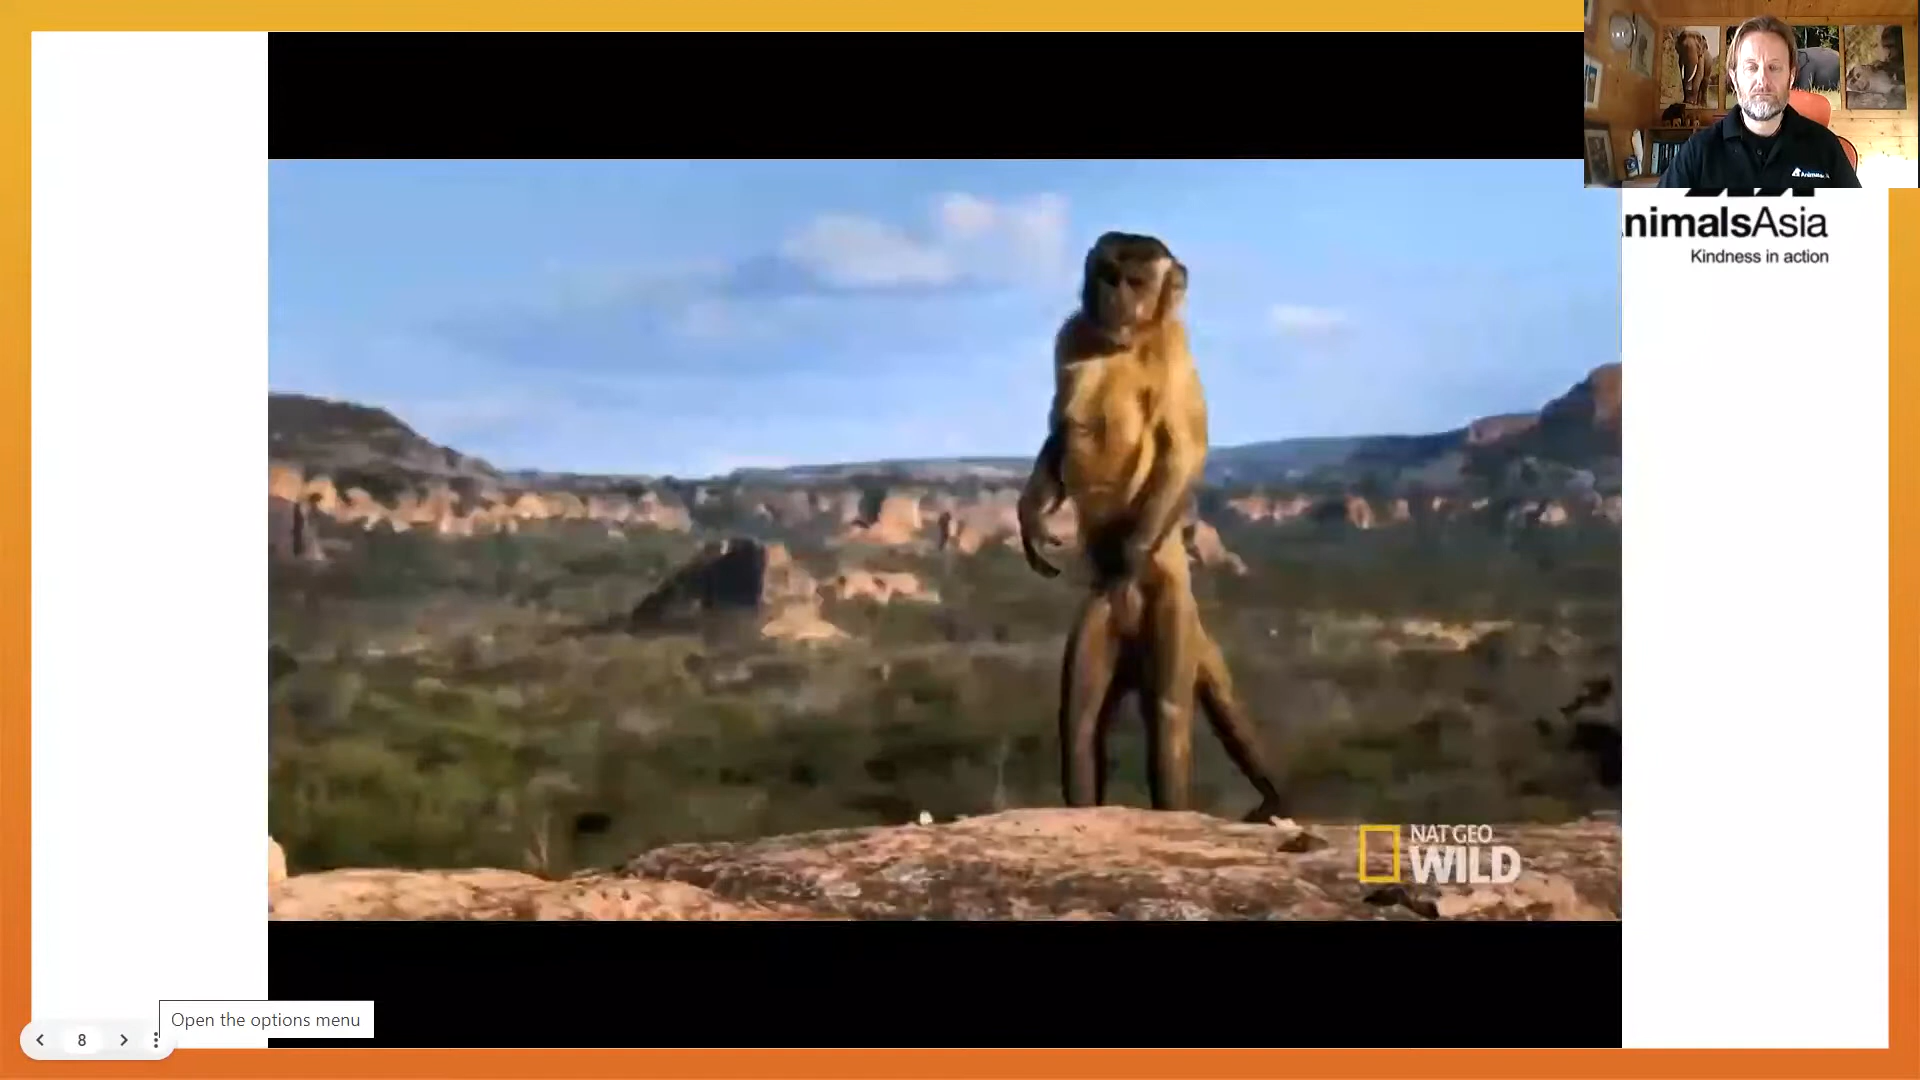 nimalsAsia
Kindness in action
NAT GEO
WILD
Open the options menu
8